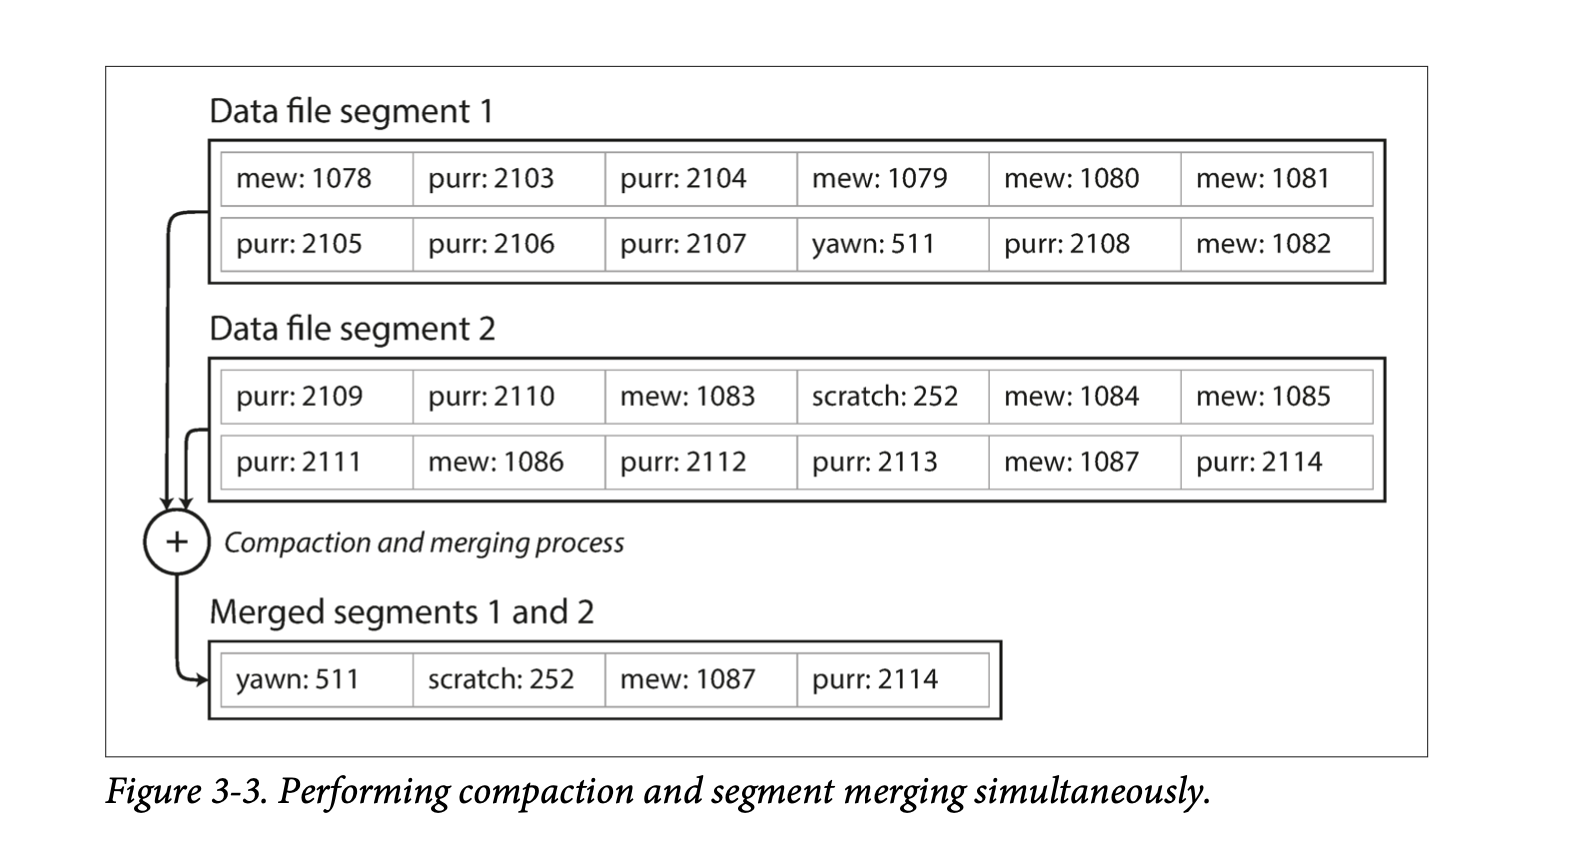 Data file segment 1
mew: 1078 purr: 2103 purr: 2104 mew: 1079 mew: 1080 mew: 1081
purr: 2105 purr: 2106 purr: 2107 yawn: 511 purr: 2108 mew: 1082
Data file segment 2
purr: 2109 purr: 2110 mew: 1083 scratch: 252 mew: 1084 mew: 1085
purr: 2111 mew: 1086 purr: 2112 purr: 2113 mew: 1087 purr: 2114
+ Compaction and merging process
Merged segments 1 and 2
yawn: 511 scratch: 252 mew: 1087 purr: 2114
Figure 3-3. Performing compaction and segment merging simultaneously.